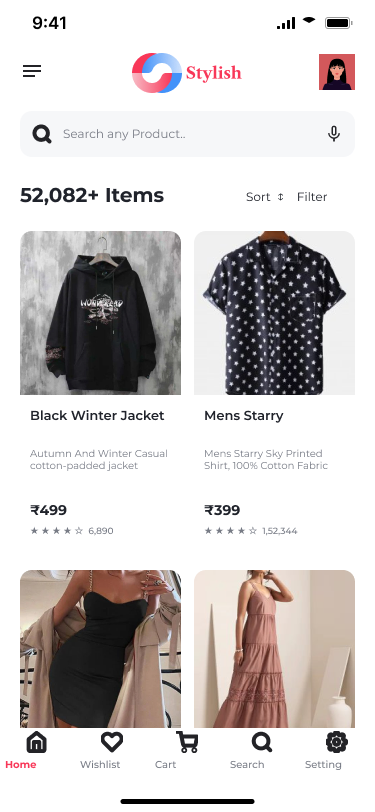 9:41
Stylish
Search any Product..
52,082+ Items
Sort Filter
Black Winter Jacket
Autumn And Winter Casual
cotton-padded jacket
₹499
★ ★ ★ ★ ☆ 6,890
Mens Starry
Mens Starry Sky Printed
Shirt, 100% Cotton Fabric
₹399
★ ★ ★ ★ ☆ 1,52,344
Home Wishlist Cart Search Setting